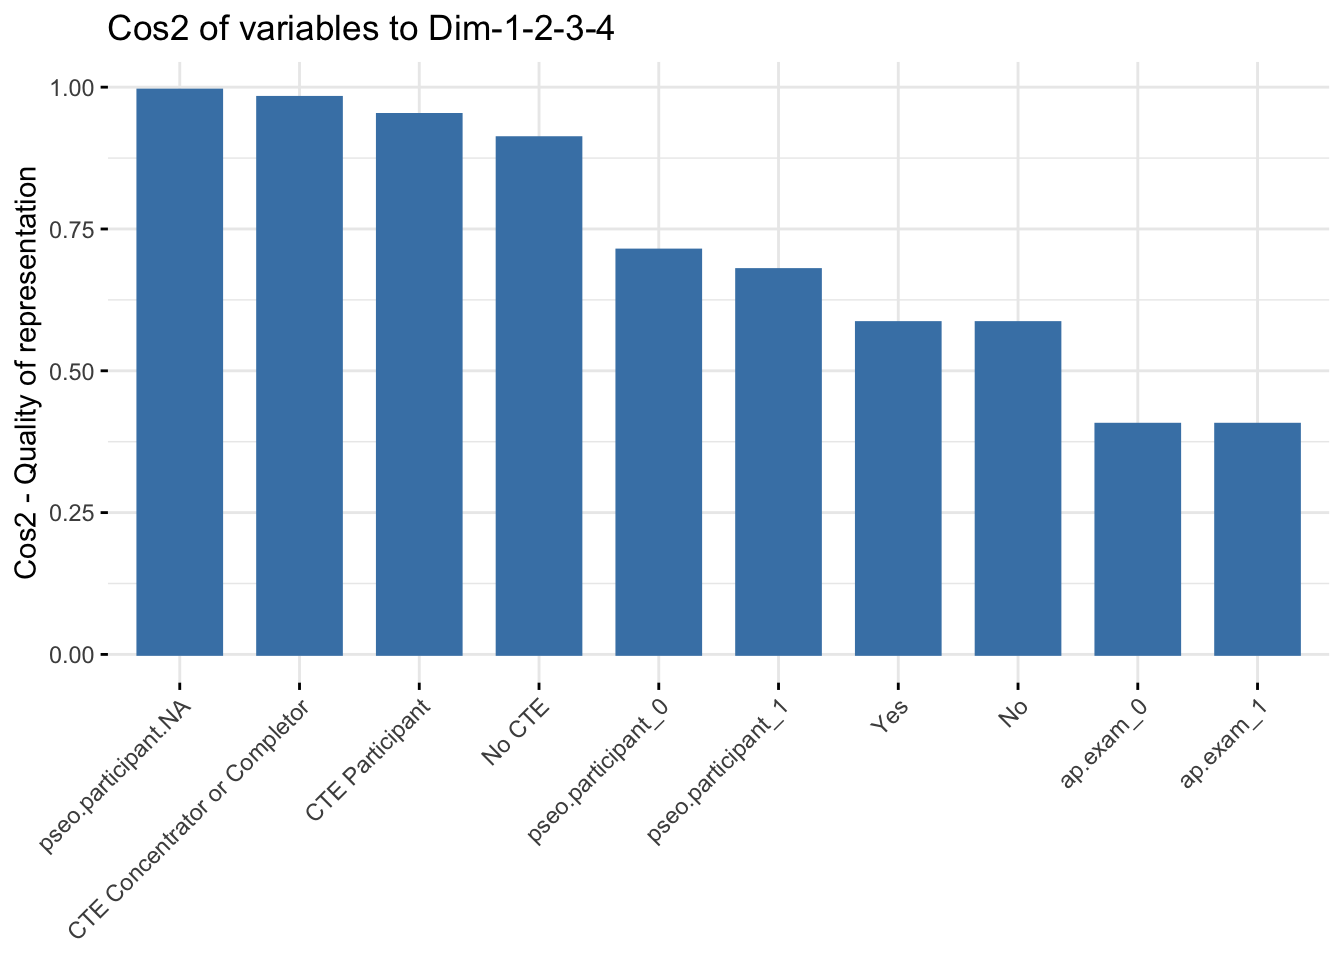 Cos2 of variables to Dim-1-2-3-4
Cos2 - Quality of representation
1.00
0.75
0.50
0.25
0.00
pseo.participant.NA
CTE Concentrator or Completor
CTE Participant
No CTE
pseo.participant_0
pseo.participant_1
Yes
No
ap.exam_0
ap.exam_1